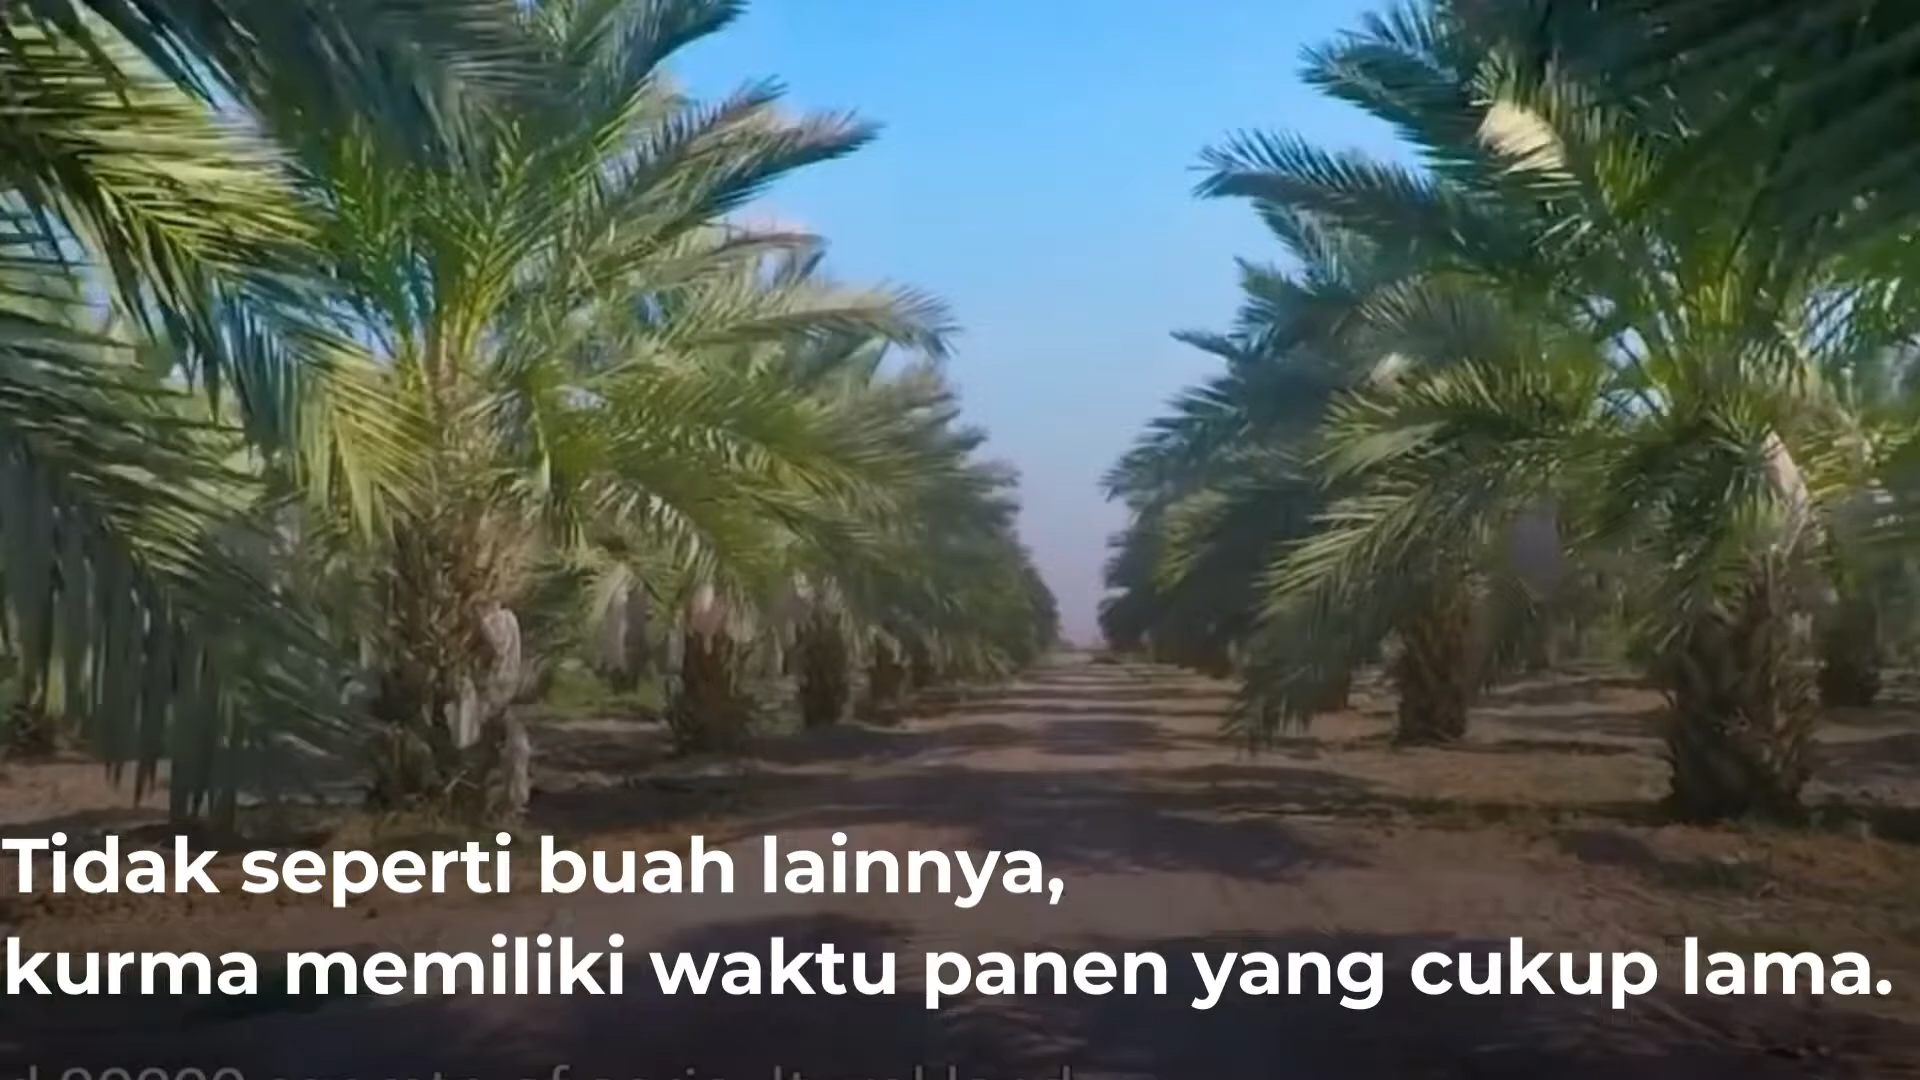 Tidak seperti buah lainnya,
kurma memiliki waktu panen yang cukup lama.